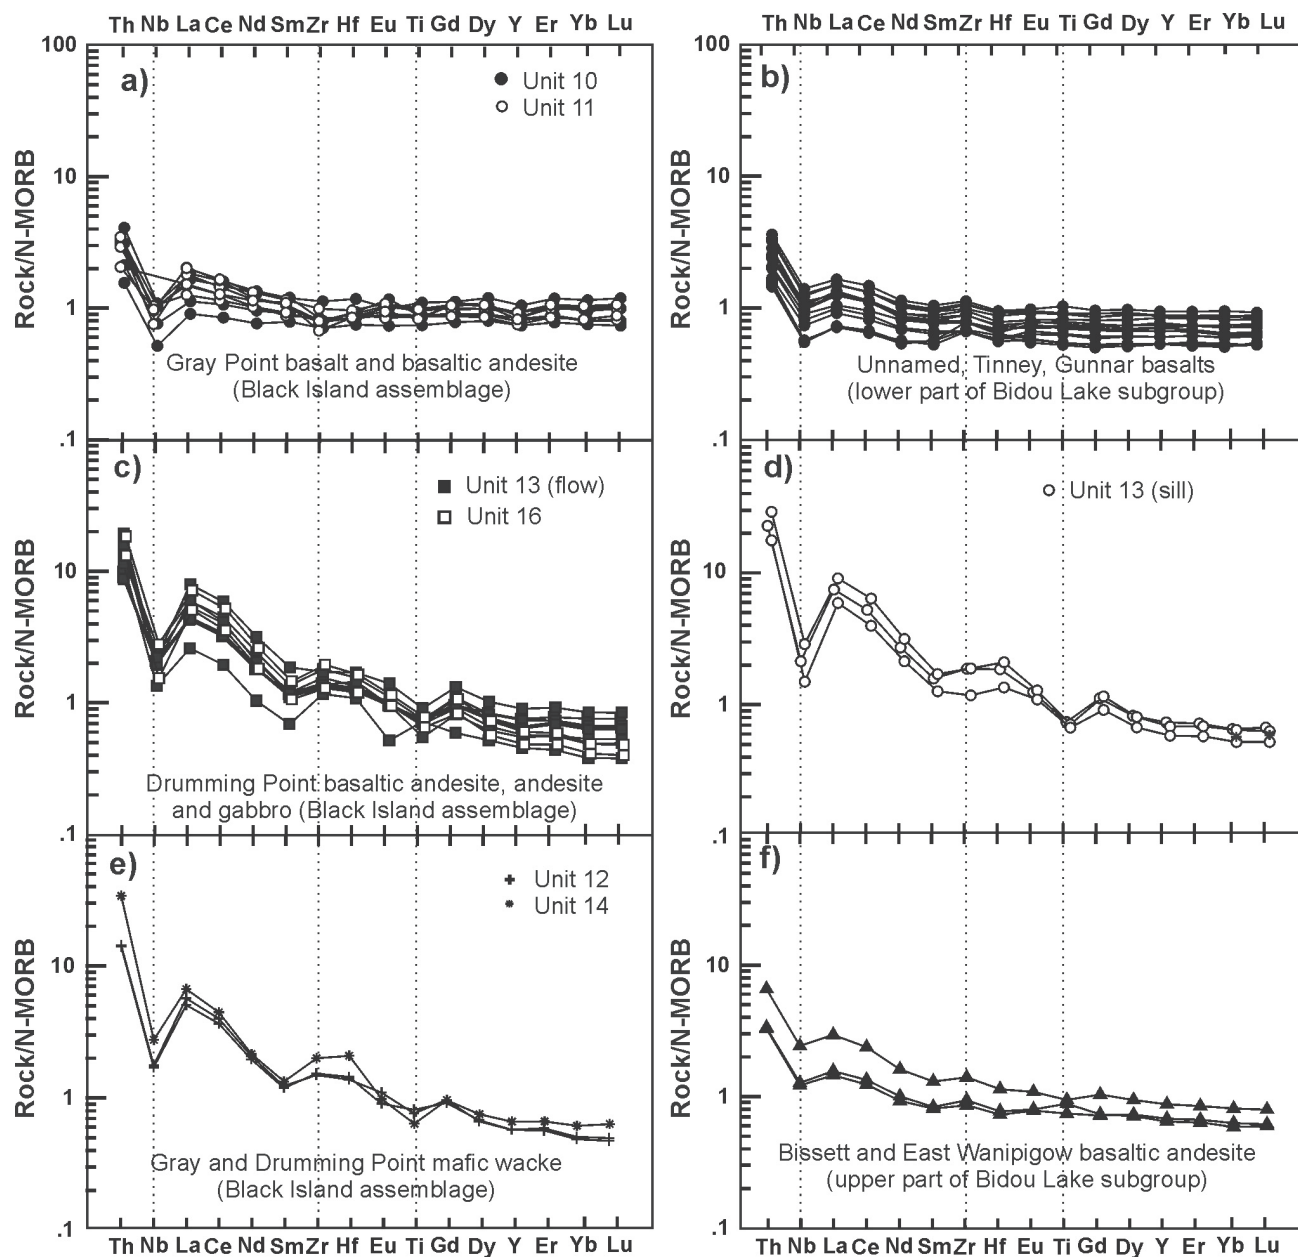 Th Nb La Ce Nd Sm Zr Hf Eu Ti Gd Dy Y Er Yb Lu
Th Nb La Ce Nd Sm Zr Hf Eu Ti Gd Dy Y Er Yb Lu
100
10
1
.1
Rock/N-MORB
a)
Unit 10
Unit 11
Gray Point basalt and basaltic andesite
(Black Island assemblage)
100
10
1
.1
Rock/N-MORB
b)
Unnamed, Tinney, Gunnar basalts
(lower part of Bidou Lake subgroup)
10
1
.1
Rock/N-MORB
c)
Unit 13 (flow)
Unit 16
Drumming Point basaltic andesite, andesite
and gabbro (Black Island assemblage)
10
1
.1
Rock/N-MORB
d)
Unit 13 (sill)
10
1
.1
Rock/N-MORB
e)
Unit 12
Unit 14
Gray and Drumming Point mafic wacke
(Black Island assemblage)
10
1
.1
Rock/N-MORB
f)
Bissett and East Wanipigow basaltic andesite
(upper part of Bidou Lake subgroup)
Th Nb La Ce Nd Sm Zr Hf Eu Ti Gd Dy Y Er Yb Lu
Th Nb La Ce Nd Sm Zr Hf Eu Ti Gd Dy Y Er Yb Lu